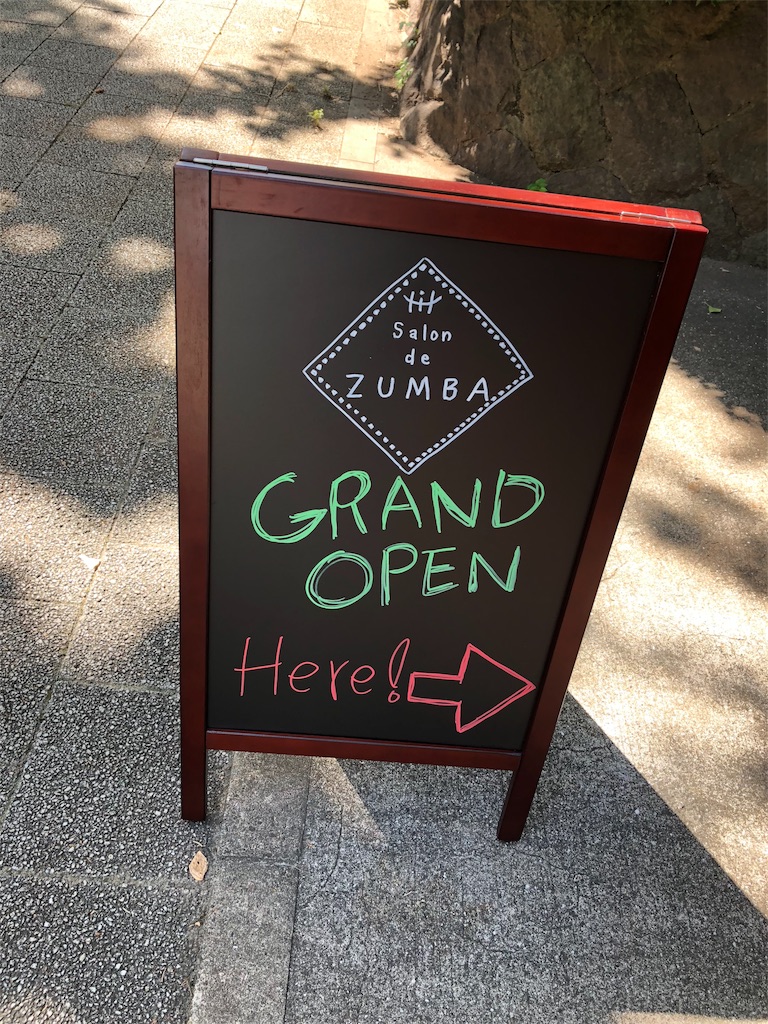 Salon
de
ZUMBA
GRAND
OPEN
Here!